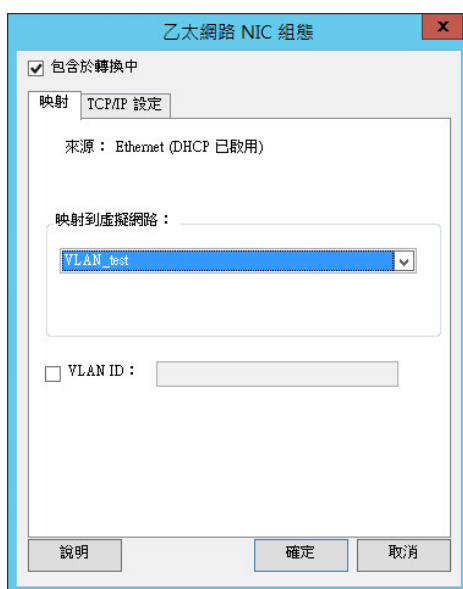 乙太網路 NIC 組態
x
包含於轉換中
映射
TCP/IP 設定
來源： Ethernet (DHCP 已啟用)
映射到虛擬網路：
VLAN_test
VLAN ID：
說明
確定
取消